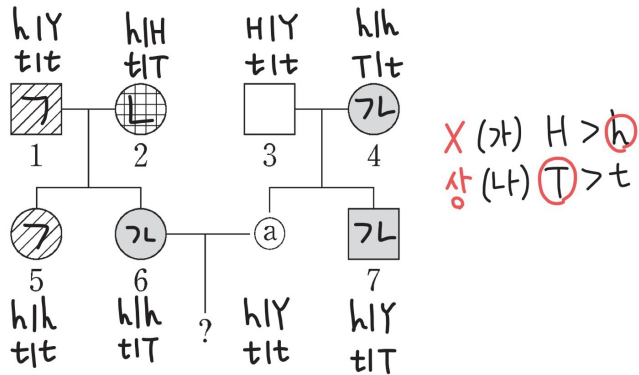 h|Y h|H H|Y h|h
t|t t|T t|t T|t
ㄱ ㄴ ㄱㄴ
1 2 3 4
X (가) H > h
상 (나) T > t
ㄱ ㄱㄴ a ㄱㄴ
5 6 7
?
h|h h|h h|Y h|Y
t|t t|T t|t t|T